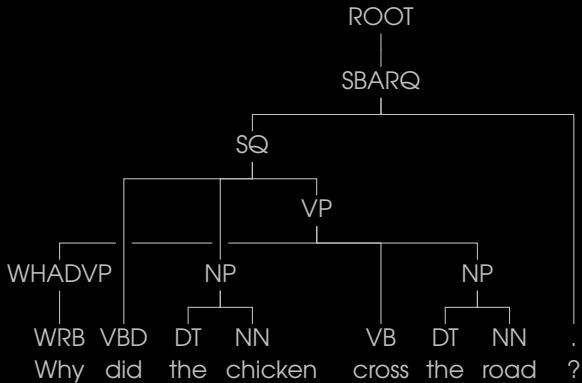 ROOT
SBARQ
SQ
VP
WHADVP NP NP
WRB VBD DT NN VB DT NN .
Why did the chicken cross the road ?